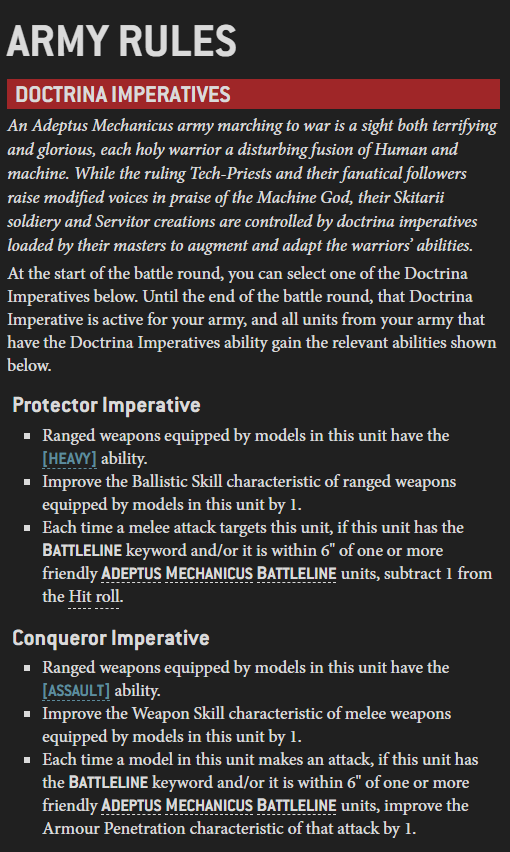 ARMY RULES
DOCTRINA IMPERATIVES
An Adeptus Mechanicus army marching to war is a sight both terrifying
and glorious, each holy warrior a disturbing fusion of Human and
machine. While the ruling Tech-Priests and their fanatical followers
raise modified voices in praise of the Machine God, their Skitarii
soldiery and Servitor creations are controlled by doctrina imperatives
loaded by their masters to augment and adapt the warriors' abilities.
At the start of the battle round, you can select one of the Doctrina
Imperatives below. Until the end of the battle round, that Doctrina
Imperative is active for your army, and all units from your army that
have the Doctrina Imperatives ability gain the relevant abilities shown
below.
Protector Imperative
▪ Ranged weapons equipped by models in this unit have the
[HEAVY] ability.
▪ Improve the Ballistic Skill characteristic of ranged weapons
equipped by models in this unit by 1.
▪ Each time a melee attack targets this unit, if this unit has the
BATTLELINE keyword and/or it is within 6" of one or more
friendly ADEPTUS MECHANICUS BATTLELINE units, subtract 1 from
the Hit roll.
Conqueror Imperative
▪ Ranged weapons equipped by models in this unit have the
[ASSAULT] ability.
▪ Improve the Weapon Skill characteristic of melee weapons
equipped by models in this unit by 1.
▪ Each time a model in this unit makes an attack, if this unit has
the BATTLELINE keyword and/or it is within 6" of one or more
friendly ADEPTUS MECHANICUS BATTLELINE units, improve the
Armour Penetration characteristic of that attack by 1.